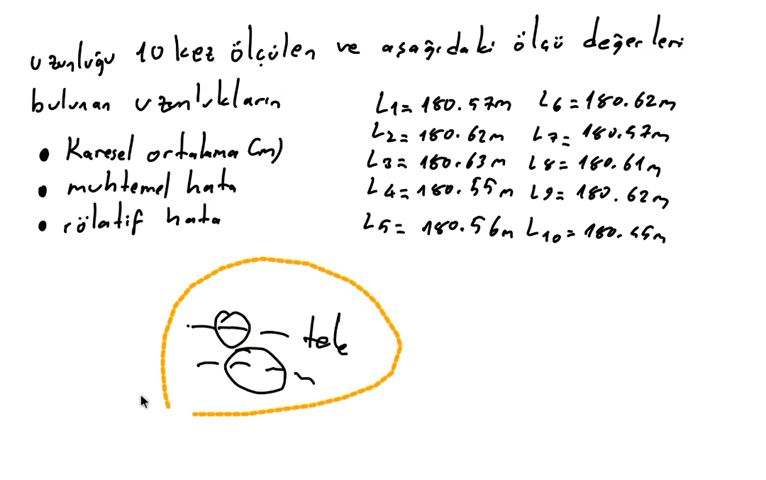 uzunluğu 10 kez ölçülen ve aşağıdaki ölçü değerleri
bulunan uzunlukların
• Karesel ortalama (m)
• muhtemel hata
• rölatif hata
L1 = 180.57m L6 = 180.62m
L2 = 180.62m L7 = 180.57m
L3 = 180.63m L8 = 180.61m
L4 = 180.55m L9 = 180.62m
L5 = 180.56m L10 = 180.55m
tek